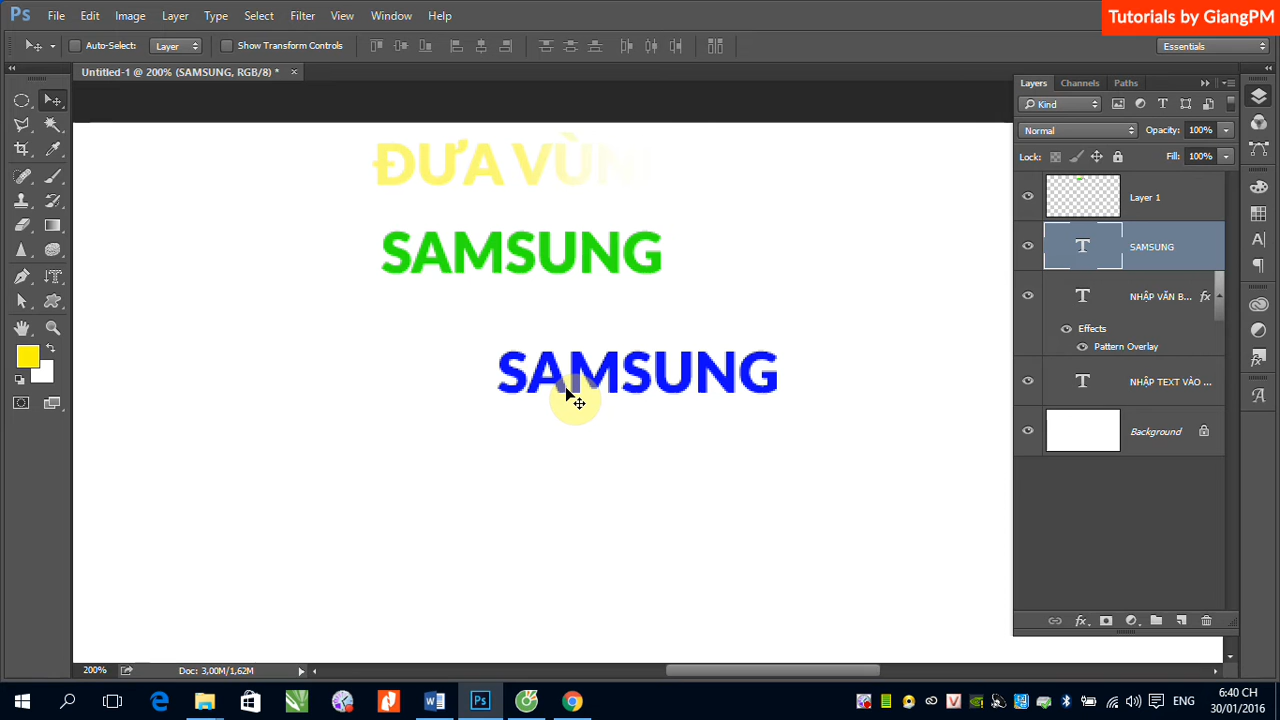 Ps File Edit Image Layer Type Select Filter View Window Help
Tutorials by GiangPM
Auto-Select: Layer Show Transform Controls
Essentials
Untitled-1 @ 200% (SAMSUNG, RGB/8) *
Layers Channels Paths
Kind
Normal Opacity: 100%
Lock: Fill: 100%
ĐƯA VÙNG
SAMSUNG
SAMSUNG
Layer 1
SAMSUNG
NHẬP VĂN B... fx
Effects
Pattern Overlay
NHẬP TEXT VÀO ...
Background
200% Doc: 3,00M/1,62M
ENG
6:40 CH
30/01/2016